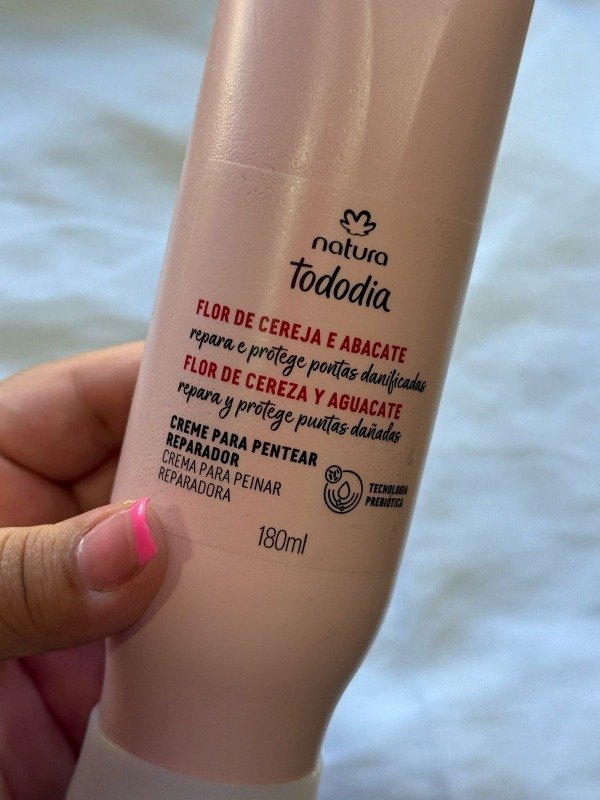 natura
tododia
FLOR DE CEREJA E ABACATE
repara e protege pontas danificadas
FLOR DE CEREZA Y AGUACATE
repara y protege puntas dañadas
CREME PARA PENTEAR
REPARADOR
CREMA PARA PEINAR
REPARADORA
TECNOLOGIA
PREBIÓTICA
180ml